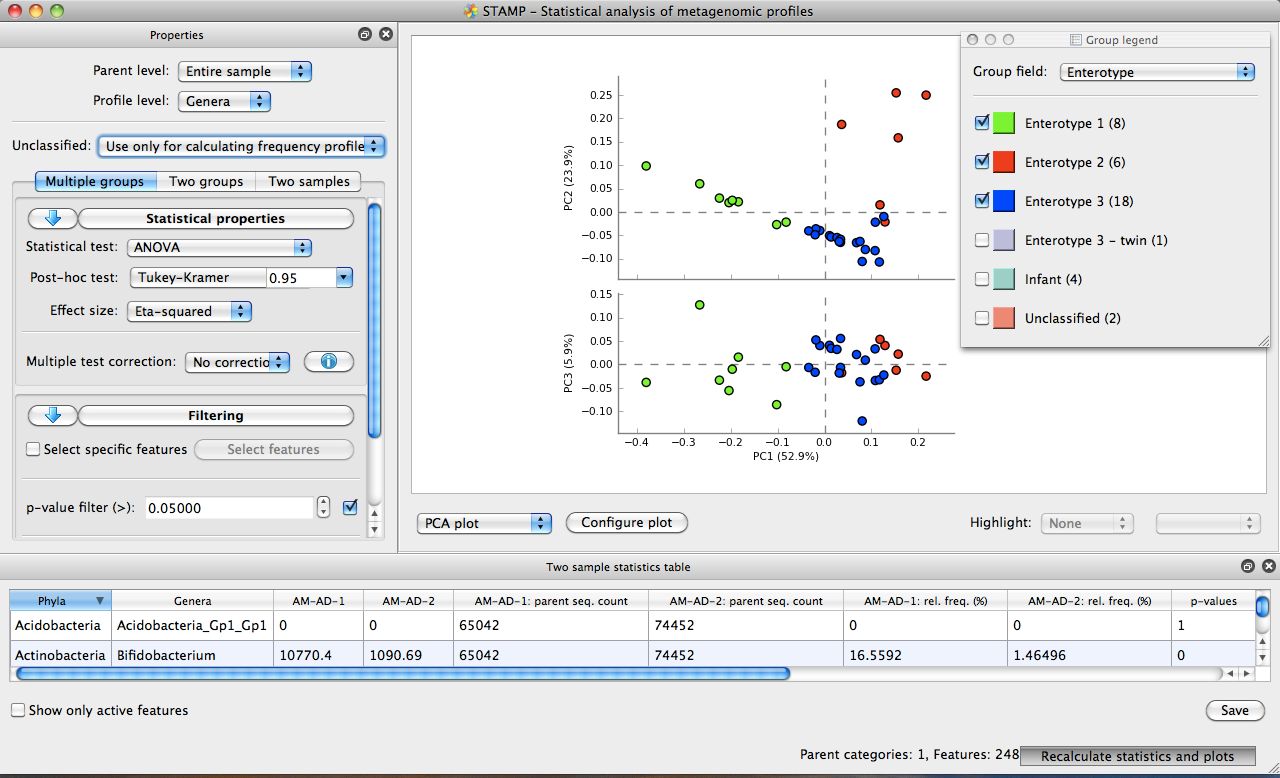 STAMP - Statistical analysis of metagenomic profiles
Properties
Parent level: Entire sample
Profile level: Genera
Unclassified: Use only for calculating frequency profile
Multiple groups Two groups Two samples
Statistical properties
Statistical test: ANOVA
Post-hoc test: Tukey-Kramer 0.95
Effect size: Eta-squared
Multiple test correction: No correctio
Filtering
Select specific features Select features
p-value filter (>): 0.05000
PC2 (23.9%)
0.25
0.20
0.15
0.10
0.05
0.00
−0.05
−0.10
PC3 (5.9%)
0.15
0.10
0.05
0.00
−0.05
−0.10
−0.4 −0.3 −0.2 −0.1 0.0 0.1 0.2
PC1 (52.9%)
Group legend
Group field: Enterotype
Enterotype 1 (8)
Enterotype 2 (6)
Enterotype 3 (18)
Enterotype 3 - twin (1)
Infant (4)
Unclassified (2)
PCA plot Configure plot Highlight: None
Two sample statistics table
Phyla Genera AM-AD-1 AM-AD-2 AM-AD-1: parent seq. count AM-AD-2: parent seq. count AM-AD-1: rel. freq. (%) AM-AD-2: rel. freq. (%) p-values
Acidobacteria Acidobacteria_Gp1_Gp1 0 0 65042 74452 0 0 1
Actinobacteria Bifidobacterium 10770.4 1090.69 65042 74452 16.5592 1.46496 0
Show only active features Save
Parent categories: 1, Features: 248 Recalculate statistics and plots